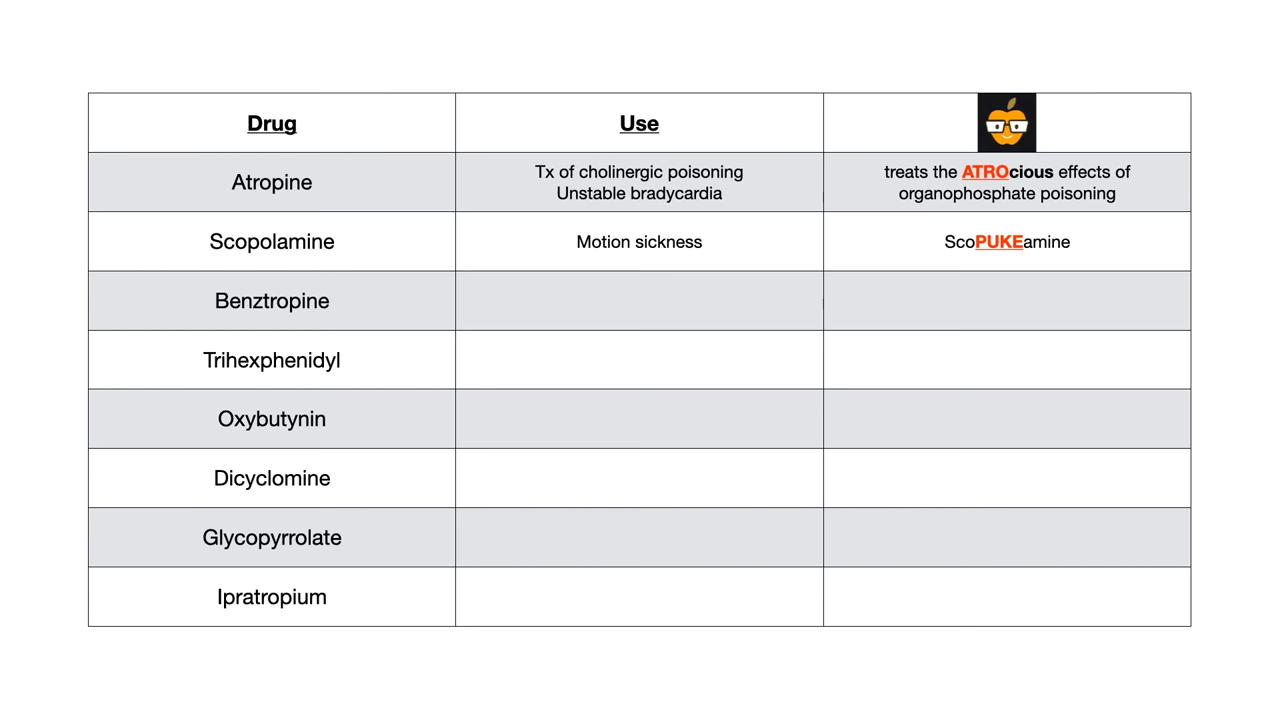 Drug Use
Atropine
Tx of cholinergic poisoning
Unstable bradycardia
treats the ATROcious effects of
organophosphate poisoning
Scopolamine Motion sickness ScoPUKEamine
Benztropine
Trihexphenidyl
Oxybutynin
Dicyclomine
Glycopyrrolate
Ipratropium